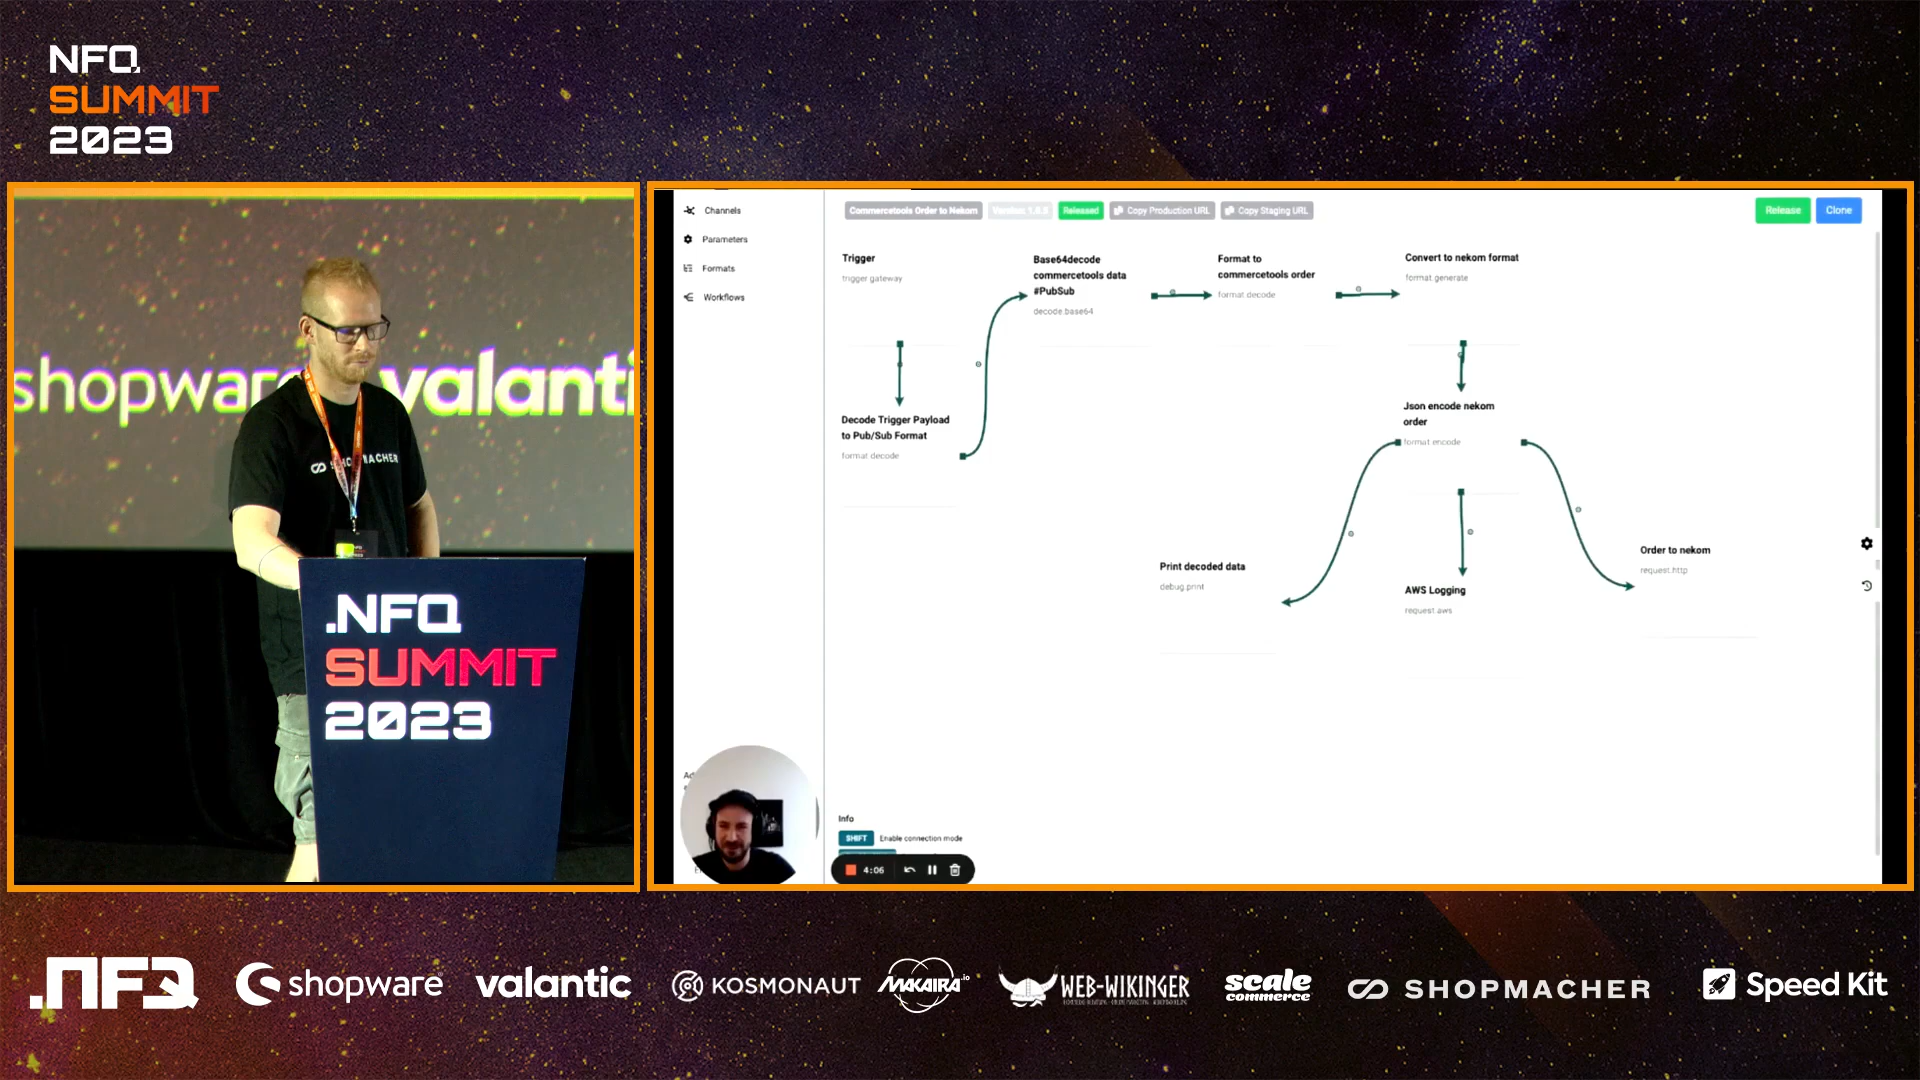 NFQ
SUMMIT
2023
shopware
valanti
SHOPMACHER
.NFQ
SUMMIT
2023
Channels
Parameters
Formats
Workflows
Commercetools Order to Nekom
Released
Copy Production URL
Copy Staging URL
Release
Clone
Trigger
trigger.gateway
Decode Trigger Payload
to Pub/Sub Format
format.decode
Base64decode
commercetools data
#PubSub
decode.base64
Format to
commercetools order
format.decode
Convert to nekom format
format.generate
Json encode nekom
order
format.encode
Print decoded data
debug.print
AWS Logging
request.aws
Order to nekom
request.http
Info
SHIFT Enable connection mode
4:06
.NFQ
shopware
valantic
KOSMONAUT
MAKAIRA.io
WEB-WIKINGER
scale
commerce
SHOPMACHER
Speed Kit